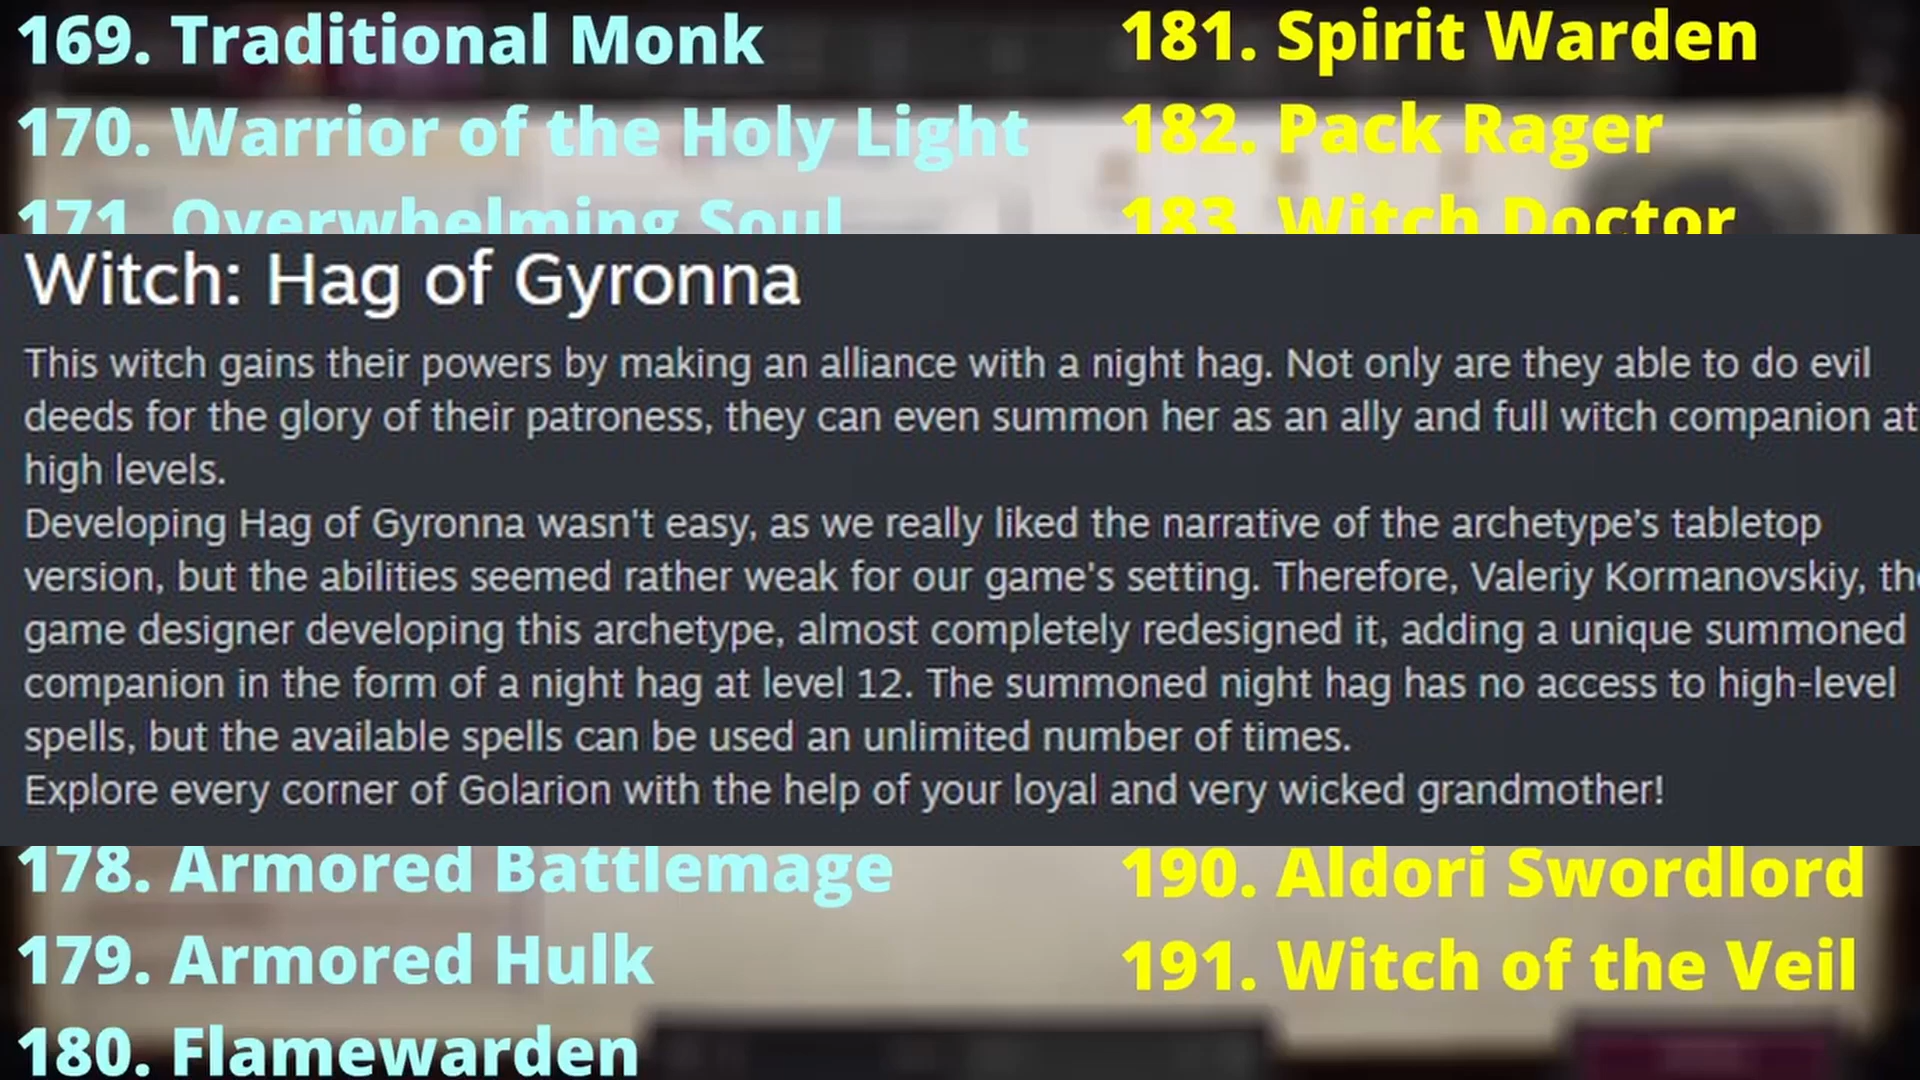 169. Traditional Monk
170. Warrior of the Holy Light
171. Overwhelming Soul
181. Spirit Warden
182. Pack Rager
183. Witch Doctor
Witch: Hag of Gyronna
This witch gains their powers by making an alliance with a night hag. Not only are they able to do evil
deeds for the glory of their patroness, they can even summon her as an ally and full witch companion at
high levels.
Developing Hag of Gyronna wasn't easy, as we really liked the narrative of the archetype's tabletop
version, but the abilities seemed rather weak for our game's setting. Therefore, Valeriy Kormanovskiy, the
game designer developing this archetype, almost completely redesigned it, adding a unique summoned
companion in the form of a night hag at level 12. The summoned night hag has no access to high-level
spells, but the available spells can be used an unlimited number of times.
Explore every corner of Golarion with the help of your loyal and very wicked grandmother!
178. Armored Battlemage
179. Armored Hulk
180. Flamewarden
190. Aldori Swordlord
191. Witch of the Veil